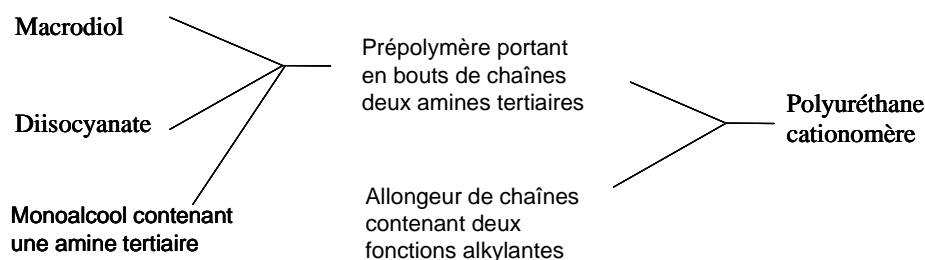 Macrodiol
Diisocyanate
Monoalcool contenant
une amine tertiaire
Prépolymère portant
en bouts de chaînes
deux amines tertiaires
Allongeur de chaînes
contenant deux
fonctions alkylantes
Polyuréthane
cationomère